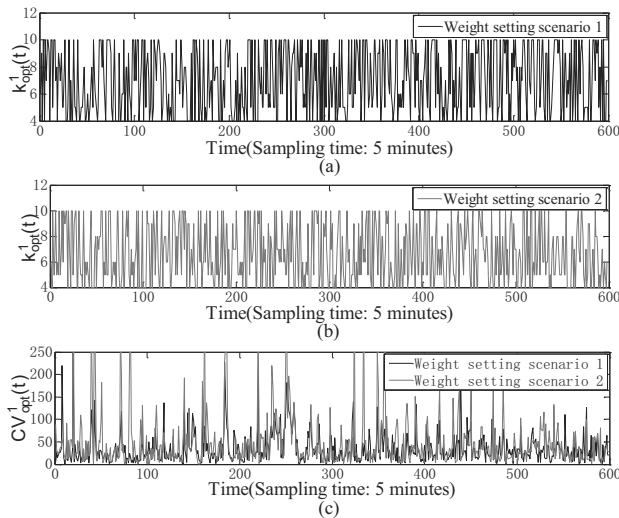 12
10
8
6
4
k¹opt(t)
Weight setting scenario 1
0 100 200 300 400 500 600
Time(Sampling time: 5 minutes)
(a)
12
10
8
6
4
k¹opt(t)
Weight setting scenario 2
0 100 200 300 400 500 600
Time(Sampling time: 5 minutes)
(b)
250
200
150
100
50
0
CV¹opt(t)
Weight setting scenario 1
Weight setting scenario 2
0 100 200 300 400 500 600
Time(Sampling time: 5 minutes)
(c)